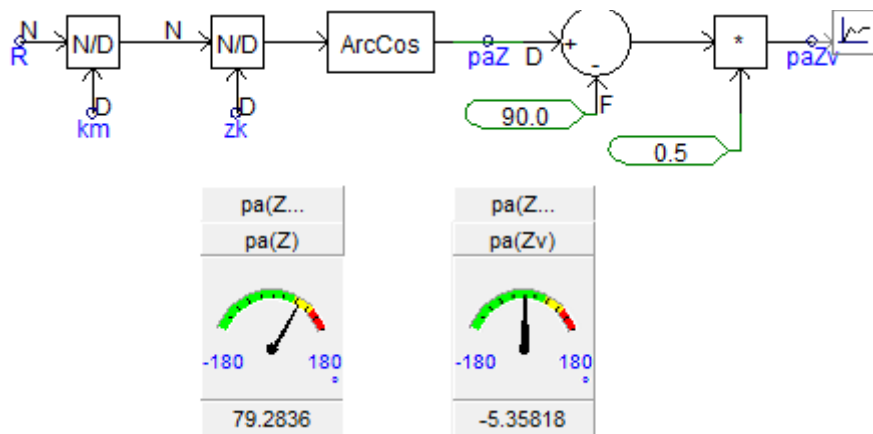 N N/D N N/D ArcCos paZ D + - * paZv
R
D D F
km zk 90.0 0.5
pa(Z... pa(Z...
pa(Z) pa(Zv)
-180 180 -180 180
° °
79.2836 -5.35818